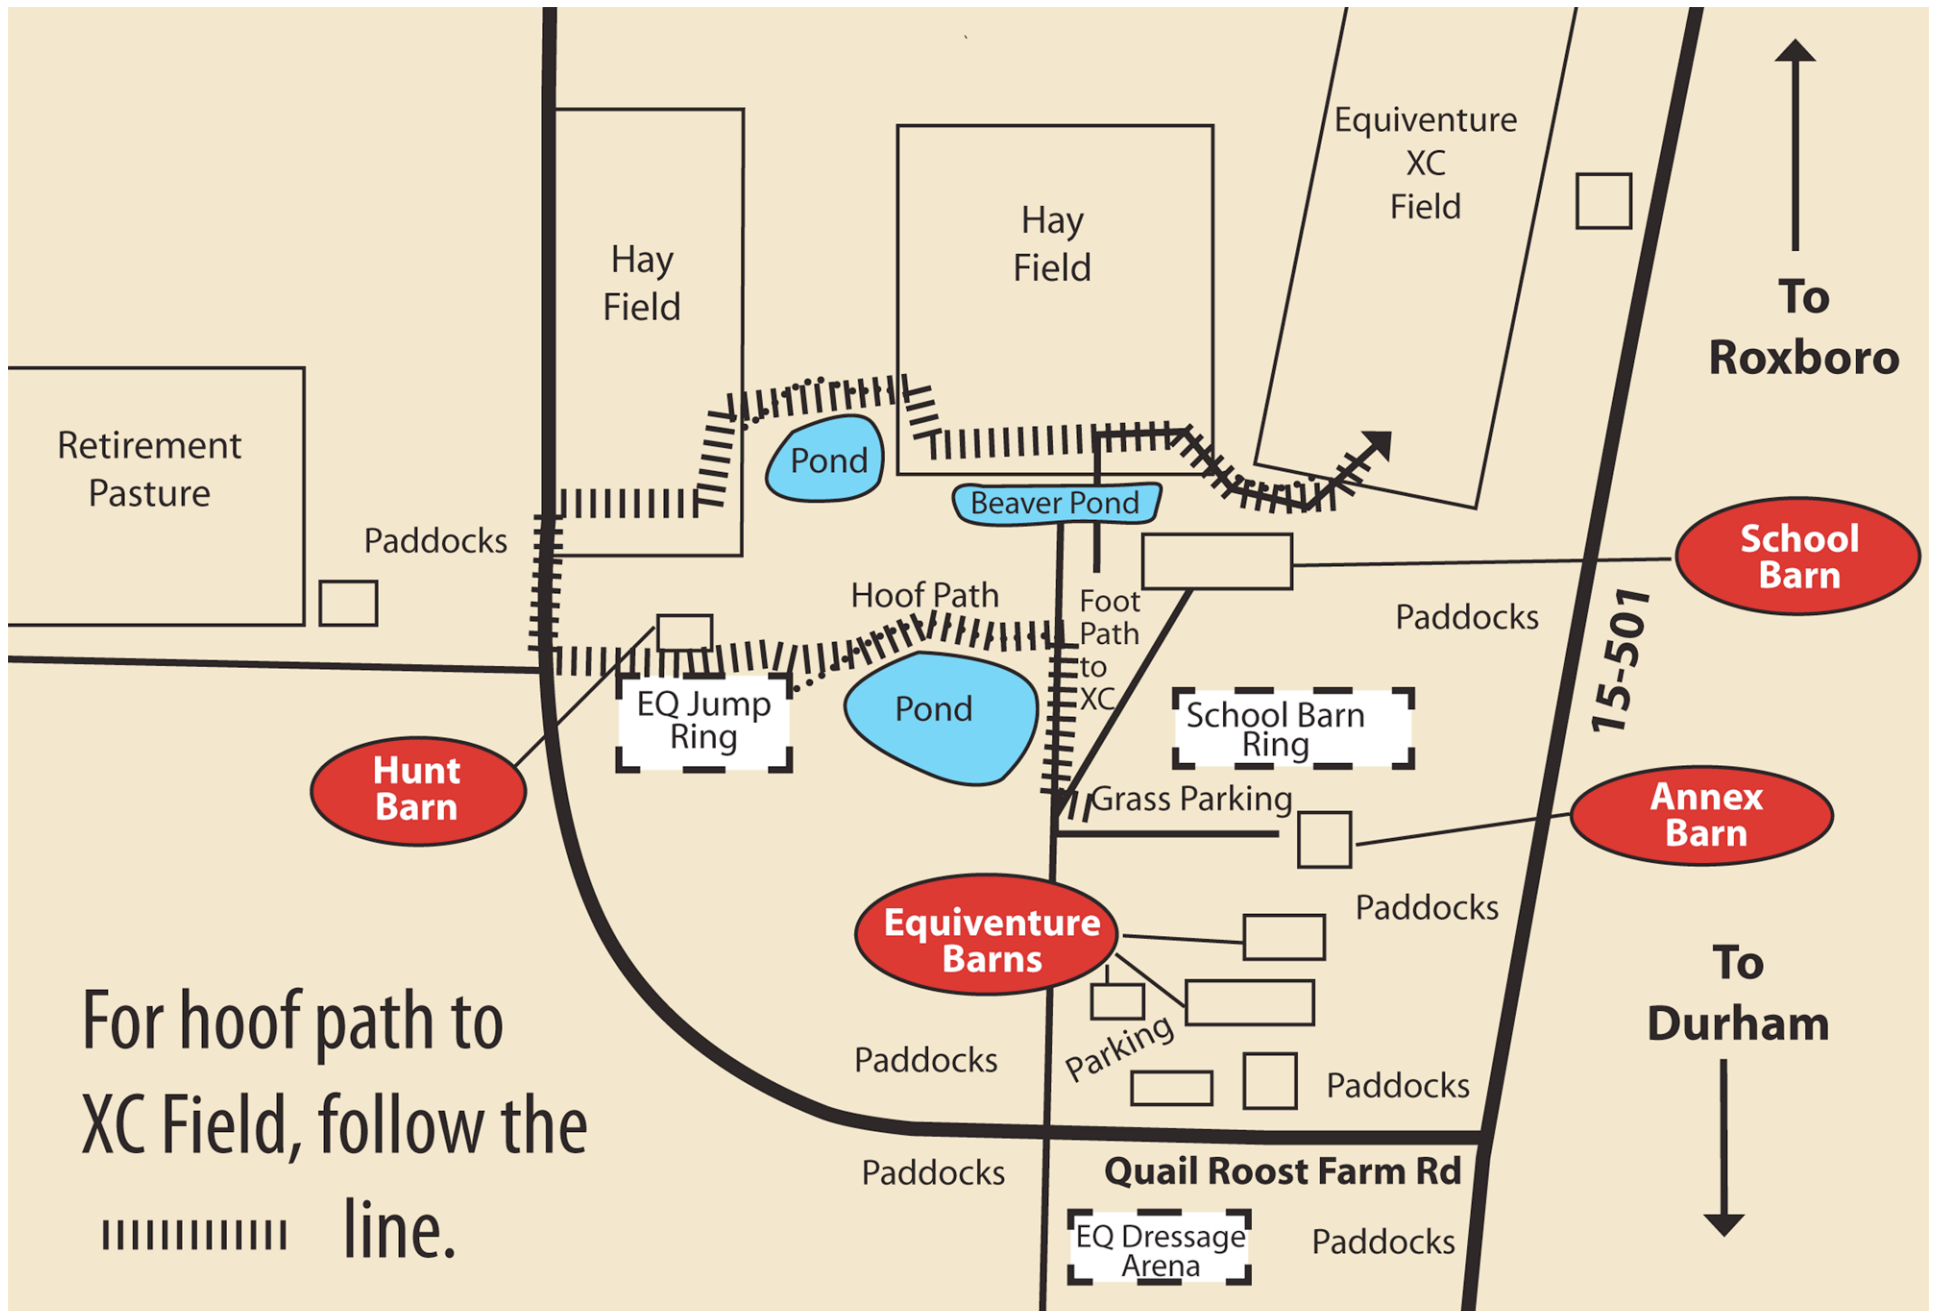 Equiventure
XC
Field
Hay
Field
Hay
Field
To
Roxboro
Retirement
Pasture
Pond
Beaver Pond
Paddocks
School
Barn
Hoof Path
Foot
Path
to
XC
Paddocks
15-501
EQ Jump
Ring
Pond
School Barn
Ring
Hunt
Barn
Grass Parking
Annex
Barn
Equiventure
Barns
Paddocks
To
Durham
For hoof path to
XC Field, follow the
line.
Paddocks
Parking
Paddocks
Paddocks
Quail Roost Farm Rd
EQ Dressage
Arena
Paddocks